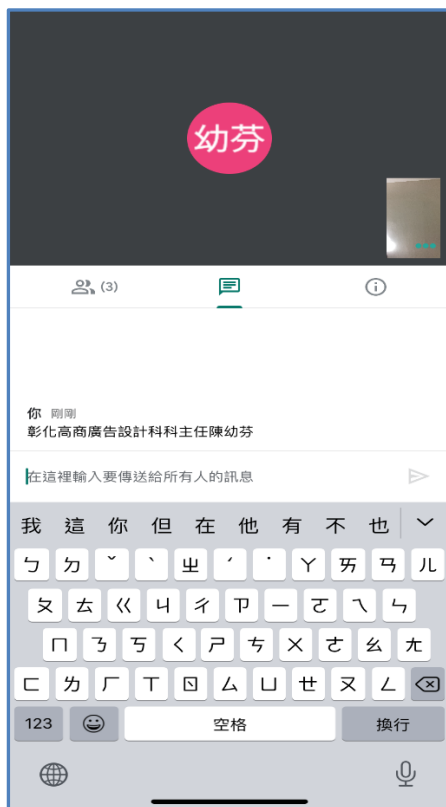 幼芬
(3)
你 剛剛
彰化高商廣告設計科科主任陳幼芬
在這裡輸入要傳送給所有人的訊息
我 這 你 但 在 他 有 不 也
ㄅ ㄉ ˇ ˋ ㄓ ˊ ˙ ㄚ ㄞ ㄢ ㄦ
ㄆ ㄊ ㄍ ㄐ ㄔ ㄗ ㄧ ㄛ ㄟ ㄣ
ㄇ ㄋ ㄎ ㄑ ㄕ ㄘ ㄨ ㄜ ㄠ ㄤ
ㄈ ㄌ ㄏ ㄒ ㄖ ㄙ ㄩ ㄝ ㄡ ㄥ
123 空格 換行